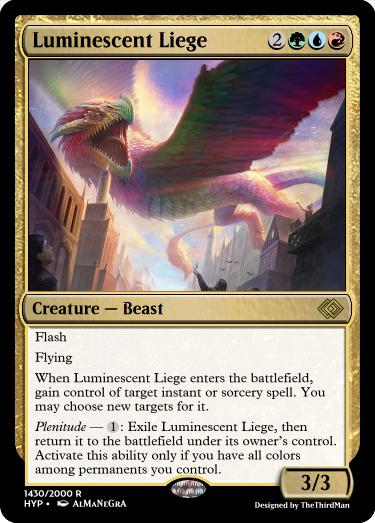 Luminescent Liege 2
Creature — Beast
Flash
Flying
When Luminescent Liege enters the battlefield,
gain control of target instant or sorcery spell. You
may choose new targets for it.
Plenitude — 1: Exile Luminescent Liege, then
return it to the battlefield under its owner's control.
Activate this ability only if you have all colors
among permanents you control.
3/3
1430/2000 R
HYP • AlMaNeGrA
Designed by TheThirdMan